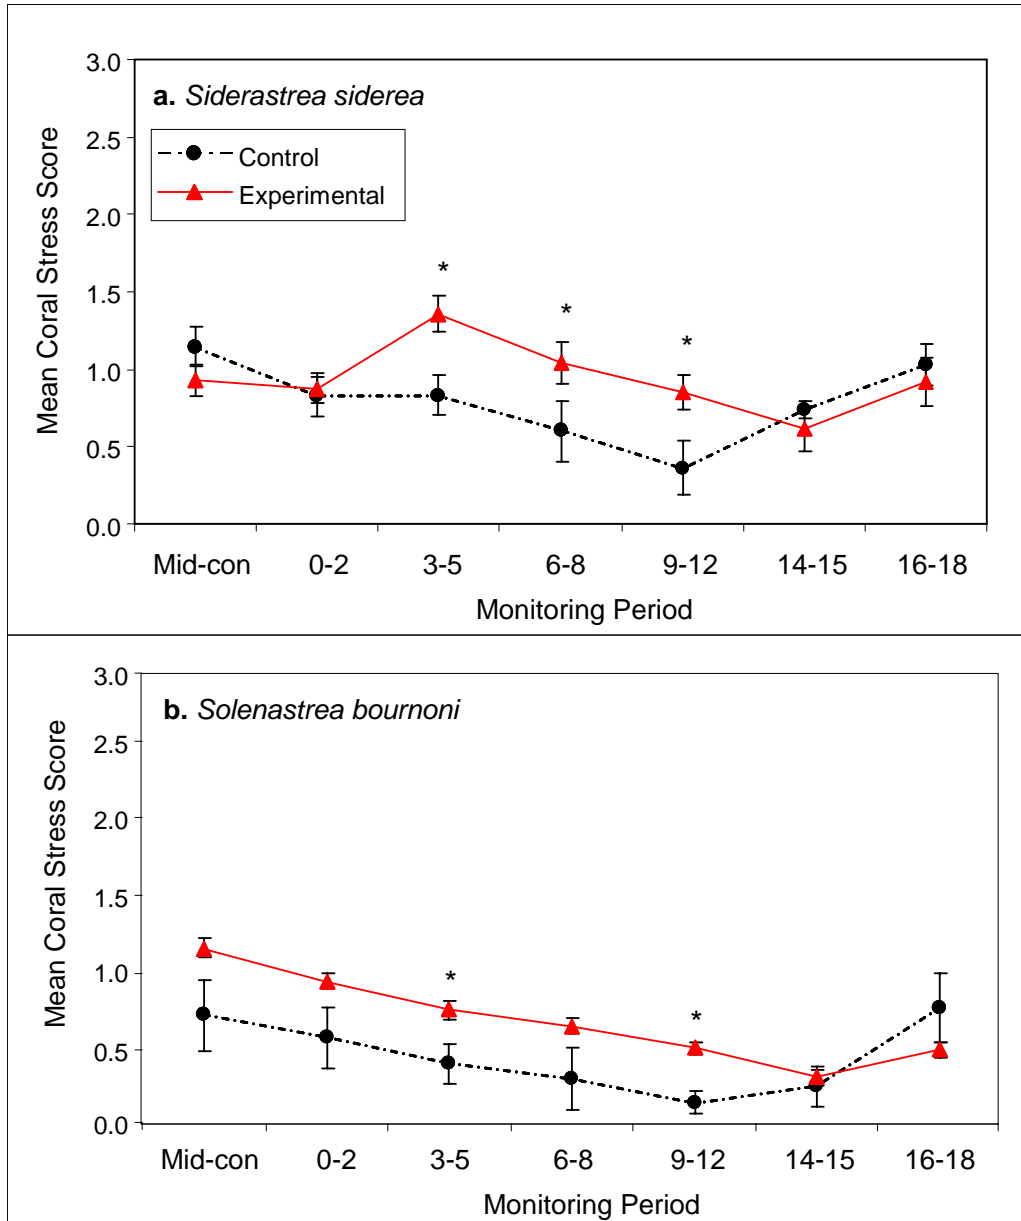 3.0
a. Siderastrea siderea
2.5
Control
Experimental
2.0
*
1.5
*
*
1.0
0.5
0.0
Mean Coral Stress Score
Mid-con 0-2 3-5 6-8 9-12 14-15 16-18
Monitoring Period
3.0
b. Solenastrea bournoni
2.5
2.0
1.5
1.0
*
*
0.5
0.0
Mean Coral Stress Score
Mid-con 0-2 3-5 6-8 9-12 14-15 16-18
Monitoring Period